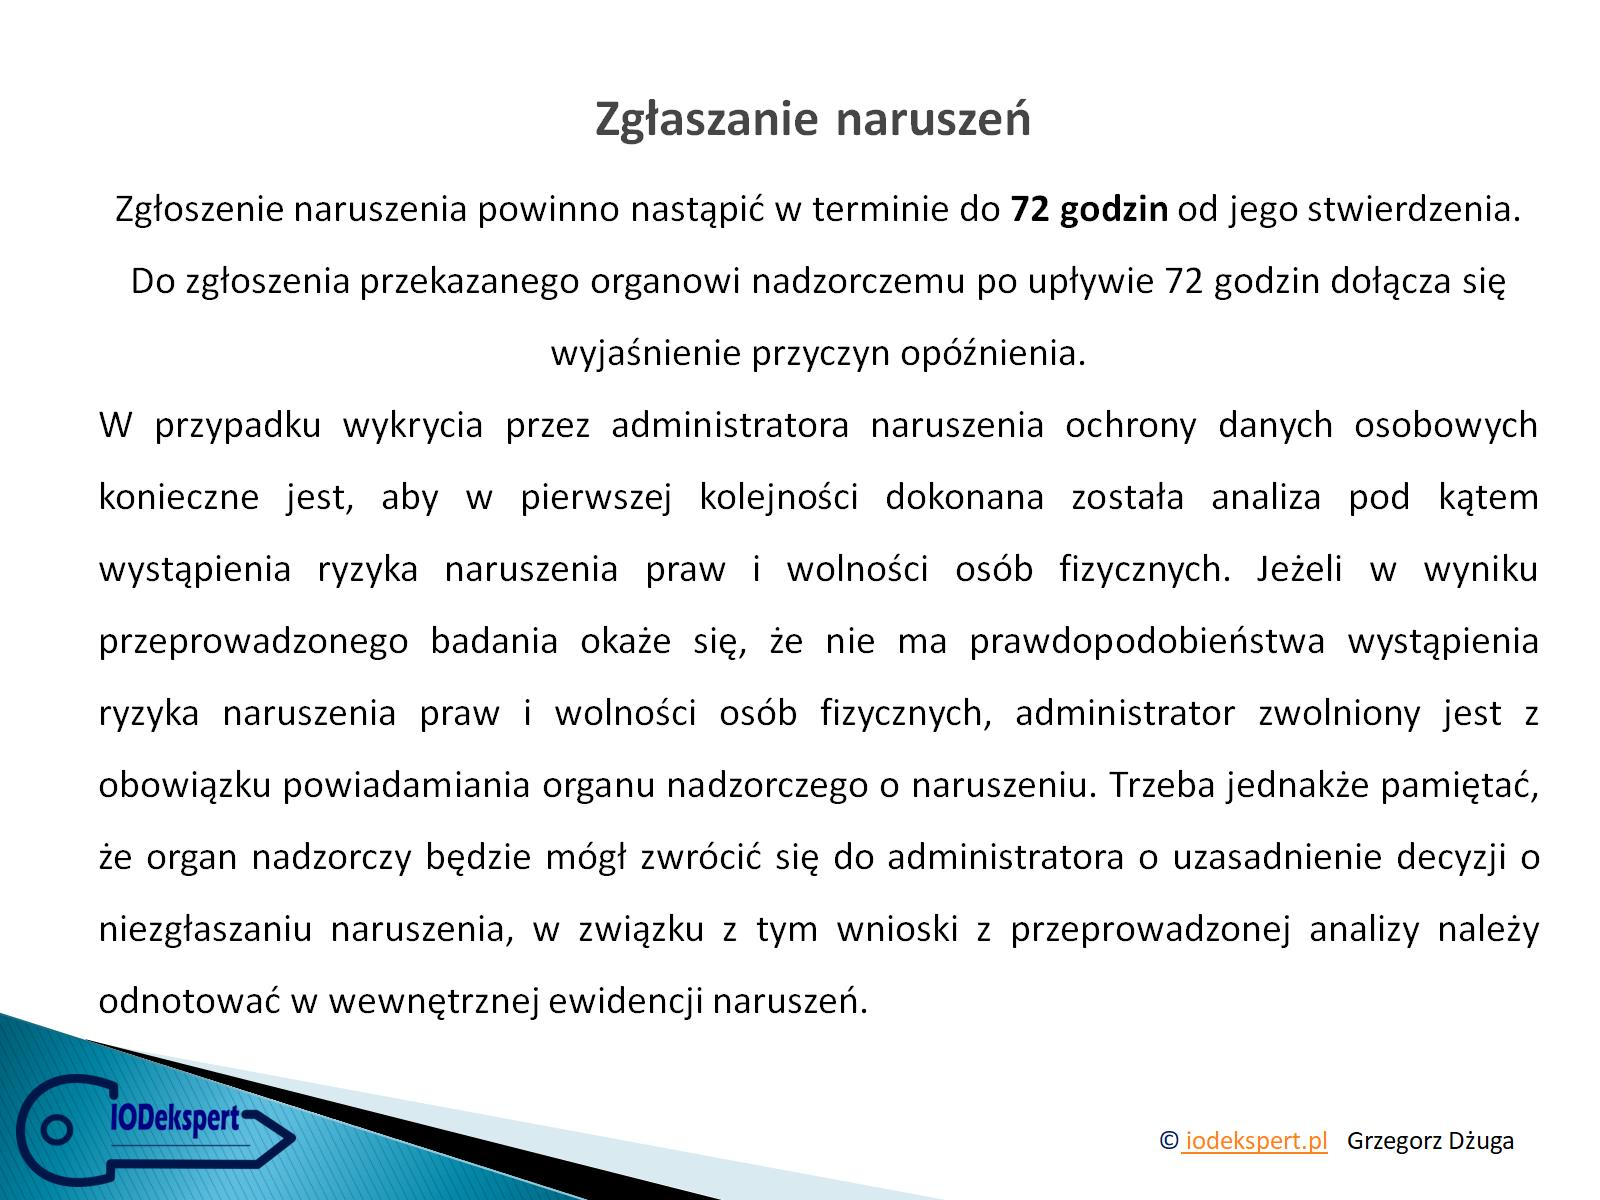 Zgłaszanie naruszeń
Zgłoszenie naruszenia powinno nastąpić w terminie do 72 godzin od jego stwierdzenia.
Do zgłoszenia przekazanego organowi nadzorczemu po upływie 72 godzin dołącza się
wyjaśnienie przyczyn opóźnienia.
W przypadku wykrycia przez administratora naruszenia ochrony danych osobowych
konieczne jest, aby w pierwszej kolejności dokonana została analiza pod kątem
wystąpienia ryzyka naruszenia praw i wolności osób fizycznych. Jeżeli w wyniku
przeprowadzonego badania okaże się, że nie ma prawdopodobieństwa wystąpienia
ryzyka naruszenia praw i wolności osób fizycznych, administrator zwolniony jest z
obowiązku powiadamiania organu nadzorczego o naruszeniu. Trzeba jednakże pamiętać,
że organ nadzorczy będzie mógł zwrócić się do administratora o uzasadnienie decyzji o
niezgłaszaniu naruszenia, w związku z tym wnioski z przeprowadzonej analizy należy
odnotować w wewnętrznej ewidencji naruszeń.
IODekspert
© iodekspert.pl Grzegorz Dżuga